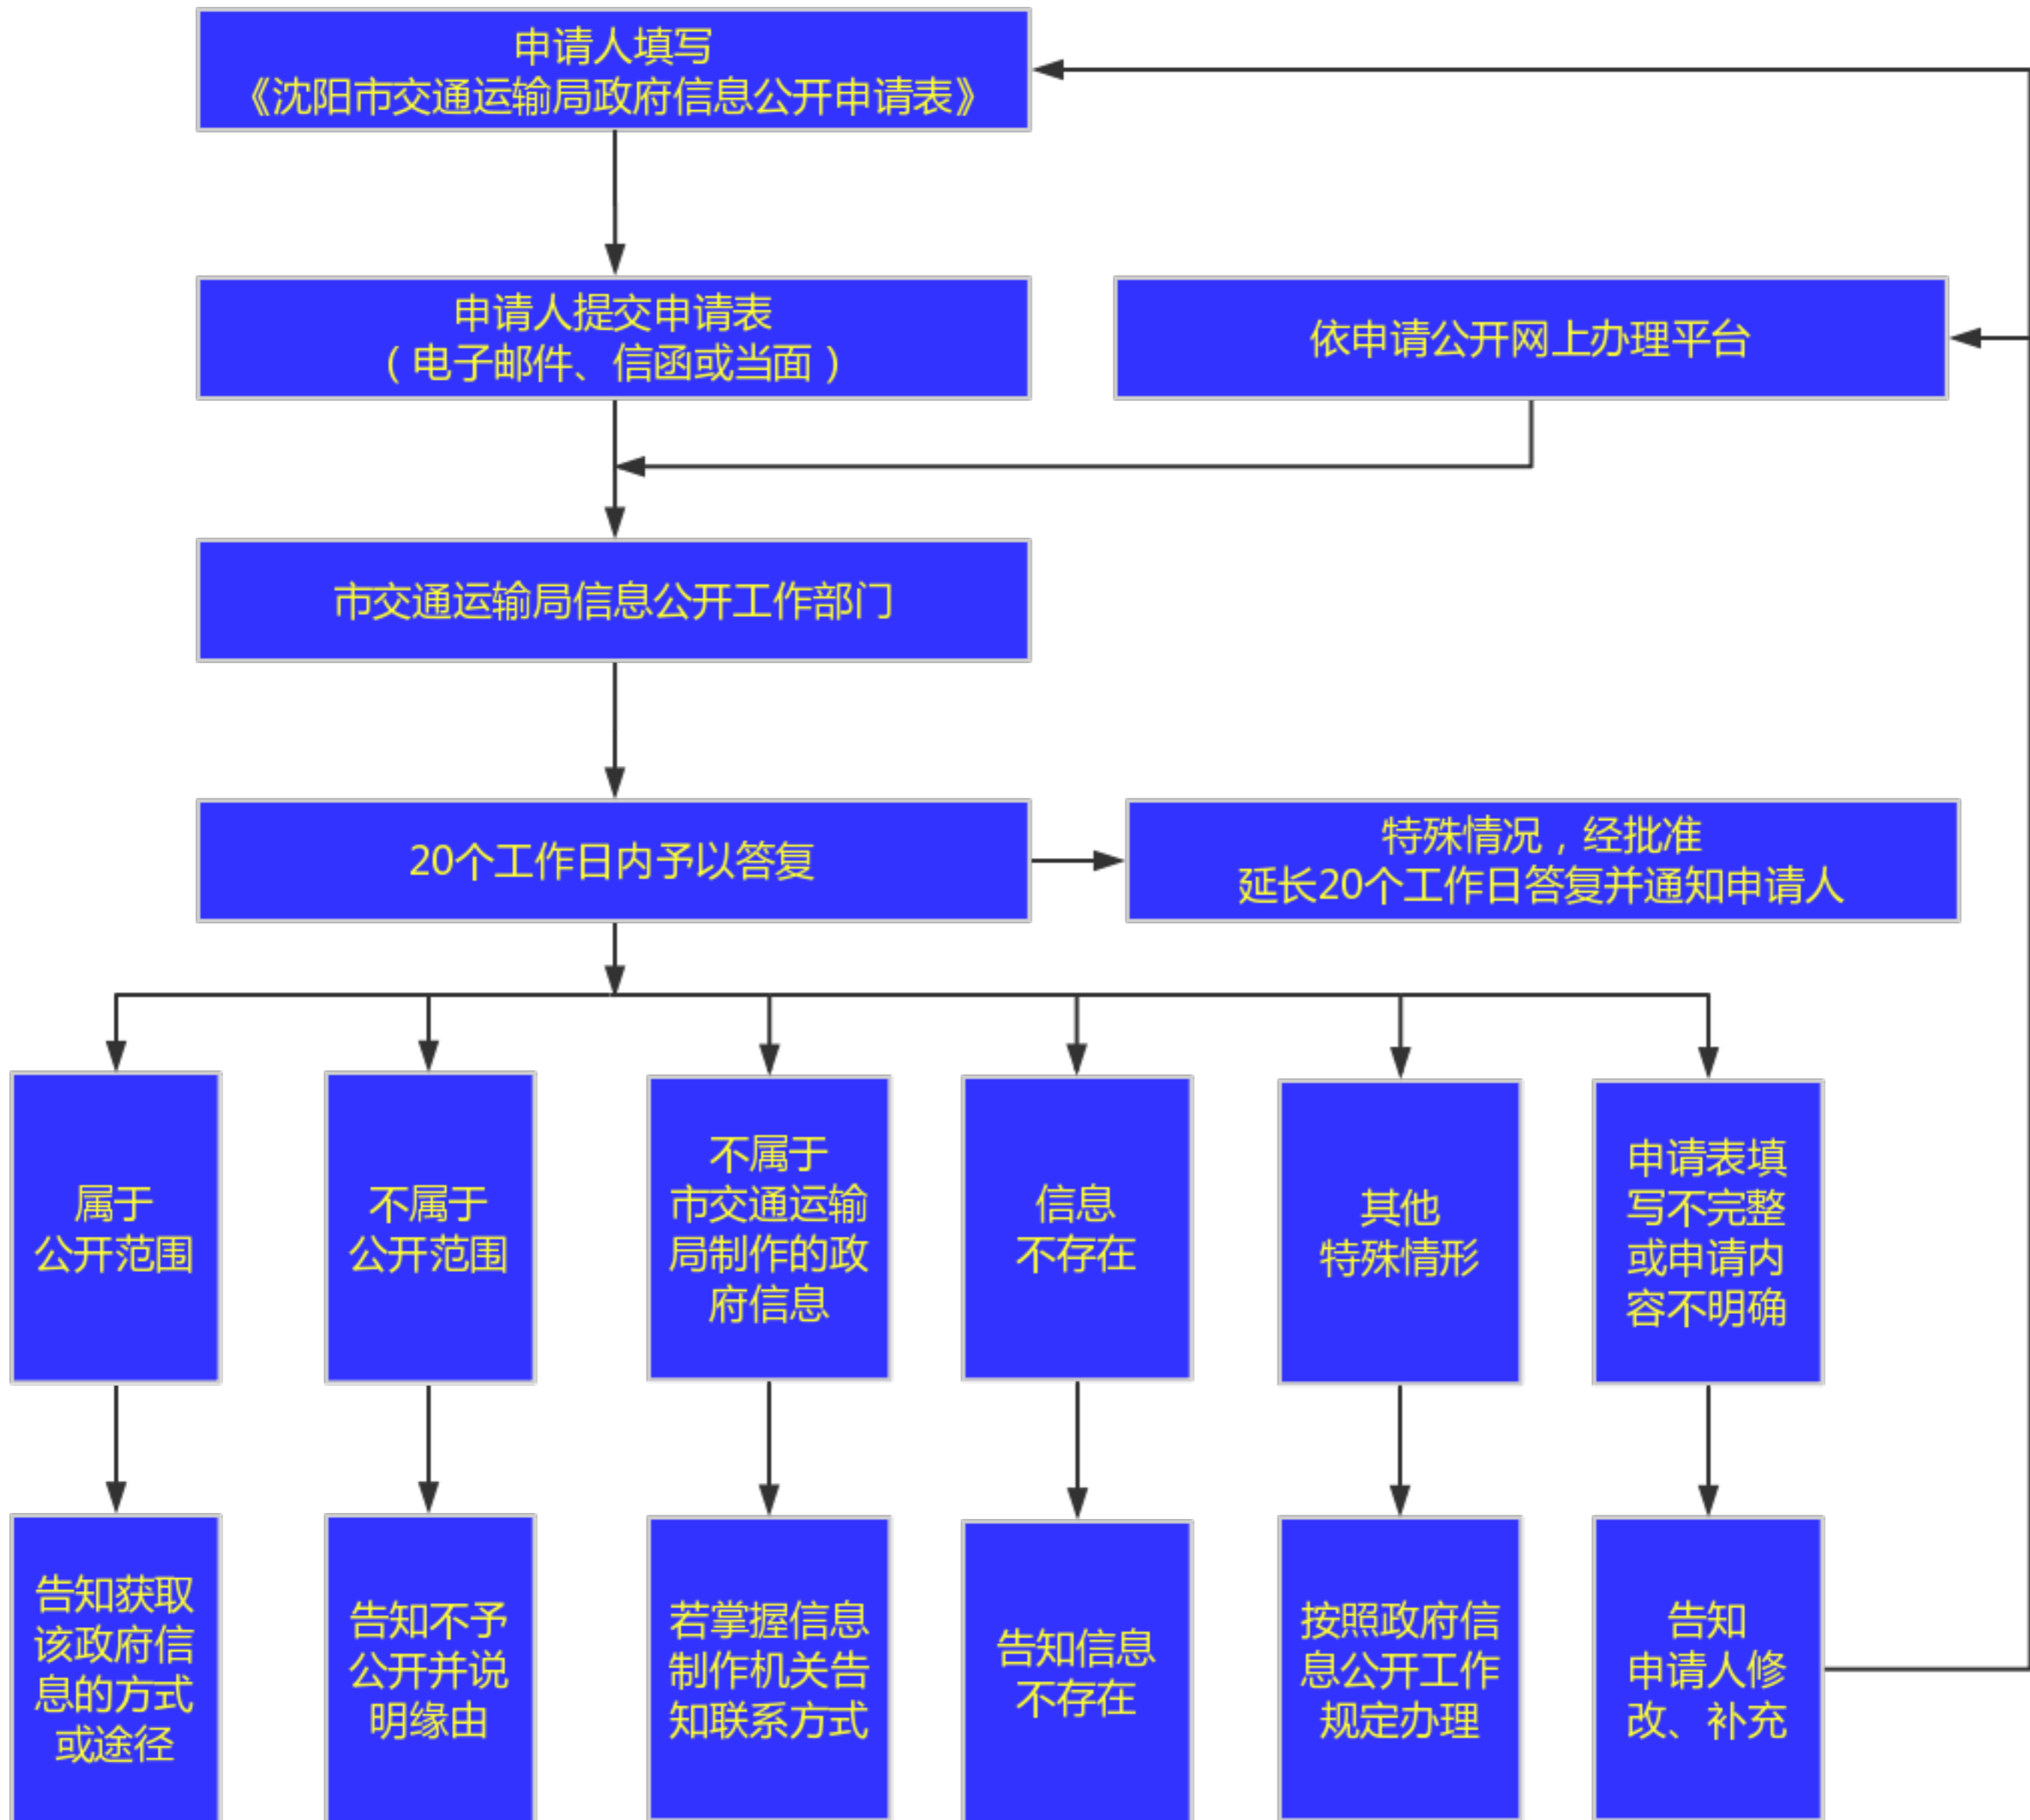 申请人填写
《沈阳市交通运输局政府信息公开申请表》
申请人提交申请表
（电子邮件、信函或当面）
依申请公开网上办理平台
市交通运输局信息公开工作部门
20个工作日内予以答复
特殊情况，经批准
延长20个工作日答复并通知申请人
属于
公开范围
不属于
公开范围
不属于
市交通运输
局制作的政
府信息
信息
不存在
其他
特殊情形
申请表填
写不完整
或申请内
容不明确
告知获取
该政府信
息的方式
或途径
告知不予
公开并说
明缘由
若掌握信息
制作机关告
知联系方式
告知信息
不存在
按照政府信
息公开工作
规定办理
告知
申请人修
改、补充